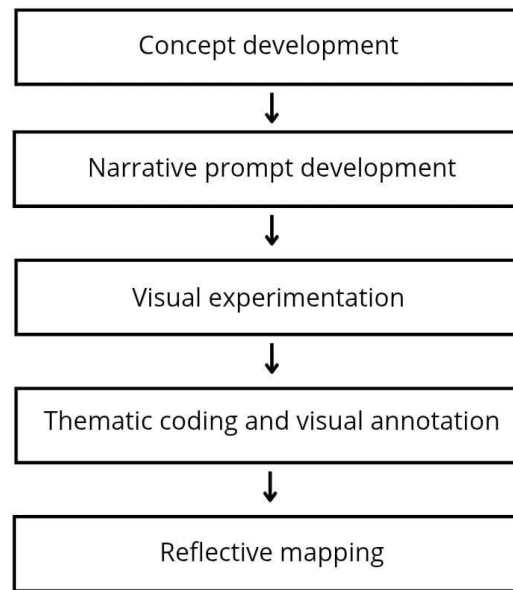 Concept development
Narrative prompt development
Visual experimentation
Thematic coding and visual annotation
Reflective mapping